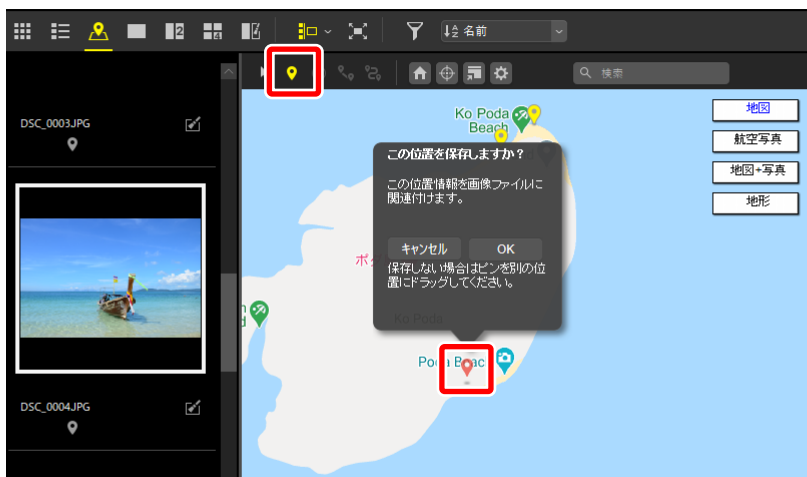 名前
検索
DSC_0003.JPG
DSC_0004.JPG
Ko Poda
Beach
地図
航空写真
地図+写真
地形
この位置を保存しますか？
この位置情報を画像ファイルに
関連付けます。
キャンセル
OK
保存しない場合はピンを別の位
置にドラッグしてください。
Ko Poda